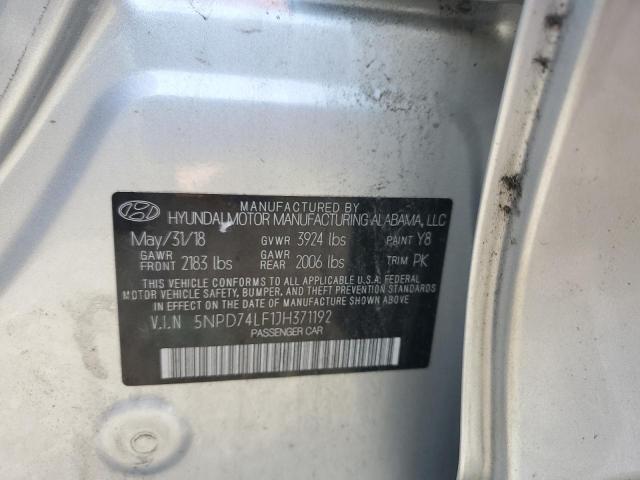 MANUFACTURED BY
HYUNDAI MOTOR MANUFACTURING ALABAMA, LLC
May/31/18 GVWR 3924 lbs PAINT Y8
GAWR FRONT 2183 lbs GAWR REAR 2006 lbs TRIM PK
THIS VEHICLE CONFORMS TO ALL APPLICABLE U.S.A. FEDERAL
MOTOR VEHICLE SAFETY, BUMPER, AND THEFT PREVENTION STANDARDS
IN EFFECT ON THE DATE OF MANUFACTURE SHOWN ABOVE.
V.I.N 5NPD74LF1JH371192
PASSENGER CAR